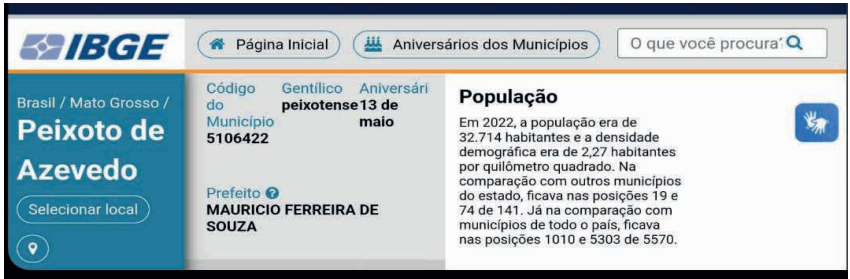 IBGE
Página Inicial
Aniversários dos Municípios
O que você procura?
Brasil / Mato Grosso /
Peixoto de
Azevedo
Selecionar local
Código
do
Município
5106422
Gentílico
peixotense
Aniversári
13 de
maio
Prefeito
MAURICIO FERREIRA DE
SOUZA
População
Em 2022, a população era de
32.714 habitantes e a densidade
demográfica era de 2,27 habitantes
por quilômetro quadrado. Na
comparação com outros municípios
do estado, ficava nas posições 19 e
74 de 141. Já na comparação com
municípios de todo o país, ficava
nas posições 1010 e 5303 de 5570.